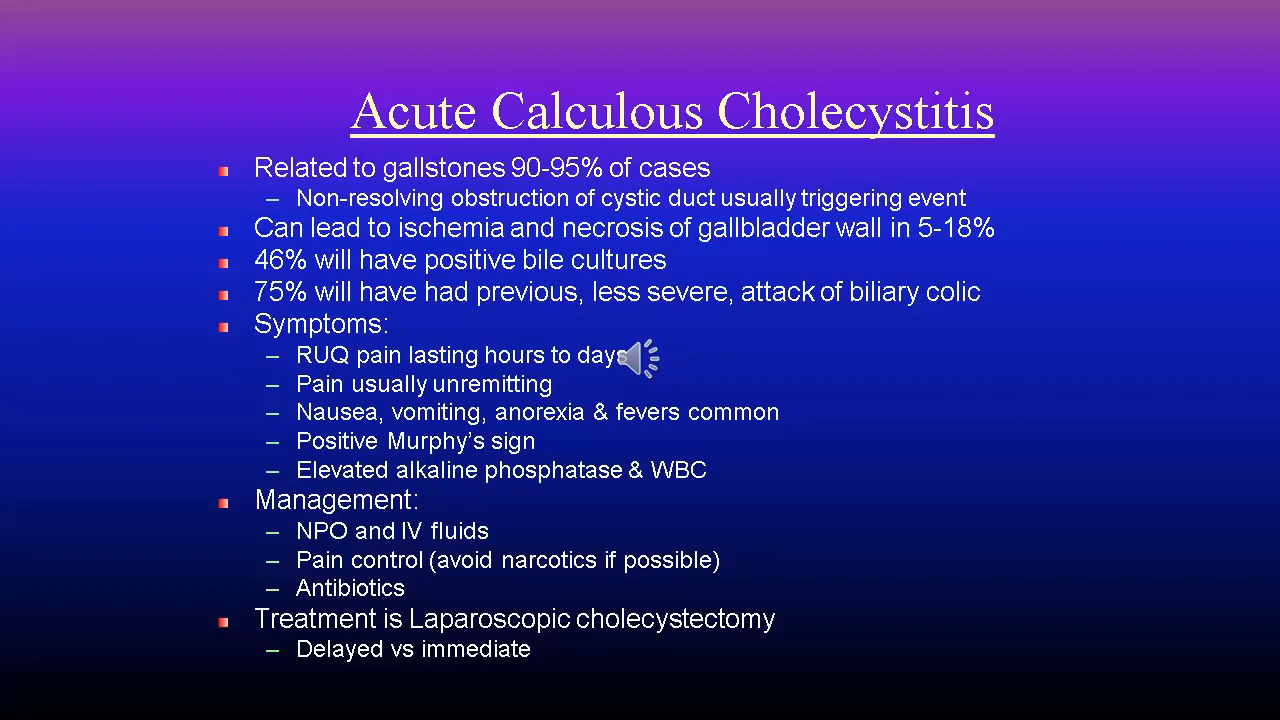 Acute Calculous Cholecystitis
Related to gallstones 90-95% of cases
– Non-resolving obstruction of cystic duct usually triggering event
Can lead to ischemia and necrosis of gallbladder wall in 5-18%
46% will have positive bile cultures
75% will have had previous, less severe, attack of biliary colic
Symptoms:
– RUQ pain lasting hours to days
– Pain usually unremitting
– Nausea, vomiting, anorexia & fevers common
– Positive Murphy’s sign
– Elevated alkaline phosphatase & WBC
Management:
– NPO and IV fluids
– Pain control (avoid narcotics if possible)
– Antibiotics
Treatment is Laparoscopic cholecystectomy
– Delayed vs immediate